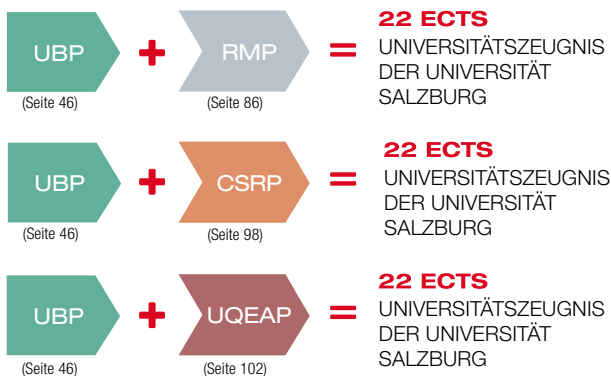 22 ECTS
UBP + RMP = UNIVERSITÄTSZEUGNIS
DER UNIVERSITÄT
SALZBURG
(Seite 46) (Seite 86)
22 ECTS
UBP + CSRP = UNIVERSITÄTSZEUGNIS
DER UNIVERSITÄT
SALZBURG
(Seite 46) (Seite 98)
22 ECTS
UBP + UQEAP = UNIVERSITÄTSZEUGNIS
DER UNIVERSITÄT
SALZBURG
(Seite 46) (Seite 102)